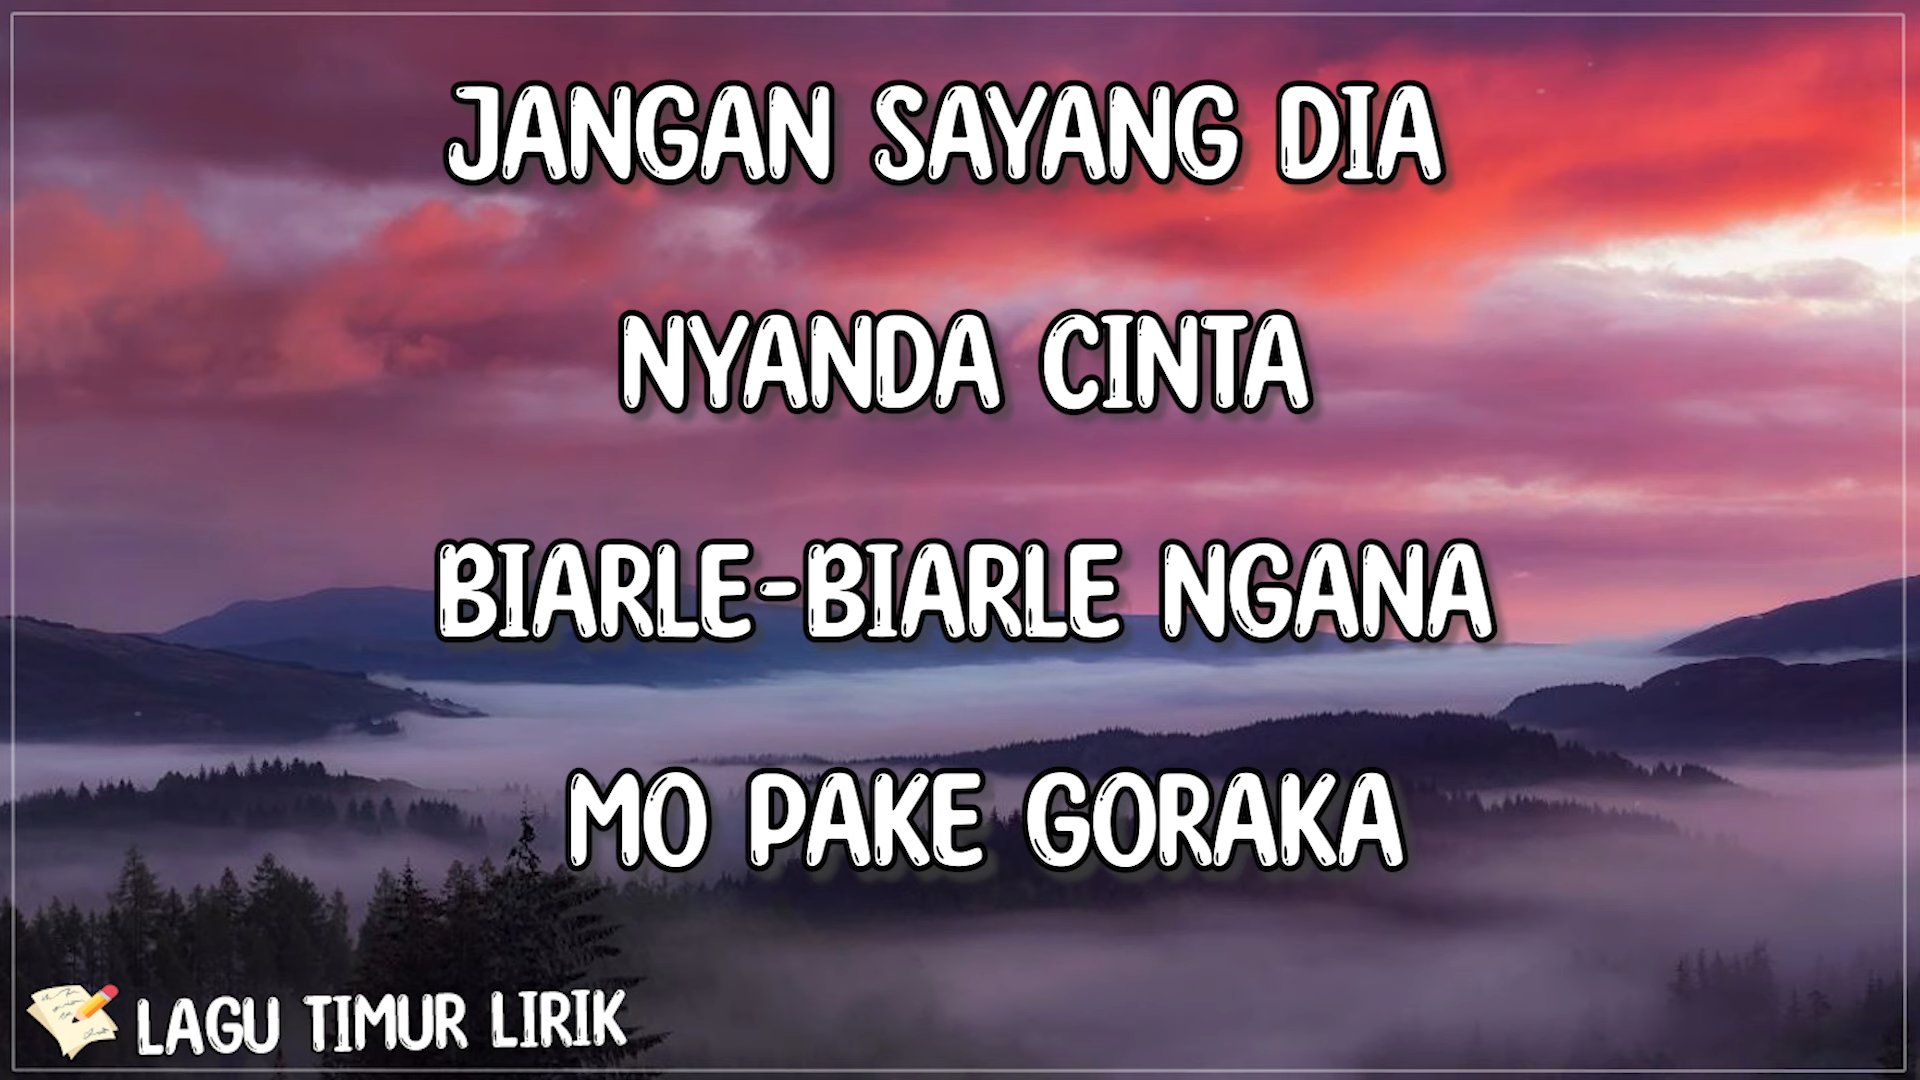 JANGAN SAYANG DIA
NYANDA CINTA
BIARLE-BIARLE NGANA
MO PAKE GORAKA
LAGU TIMUR LIRIK